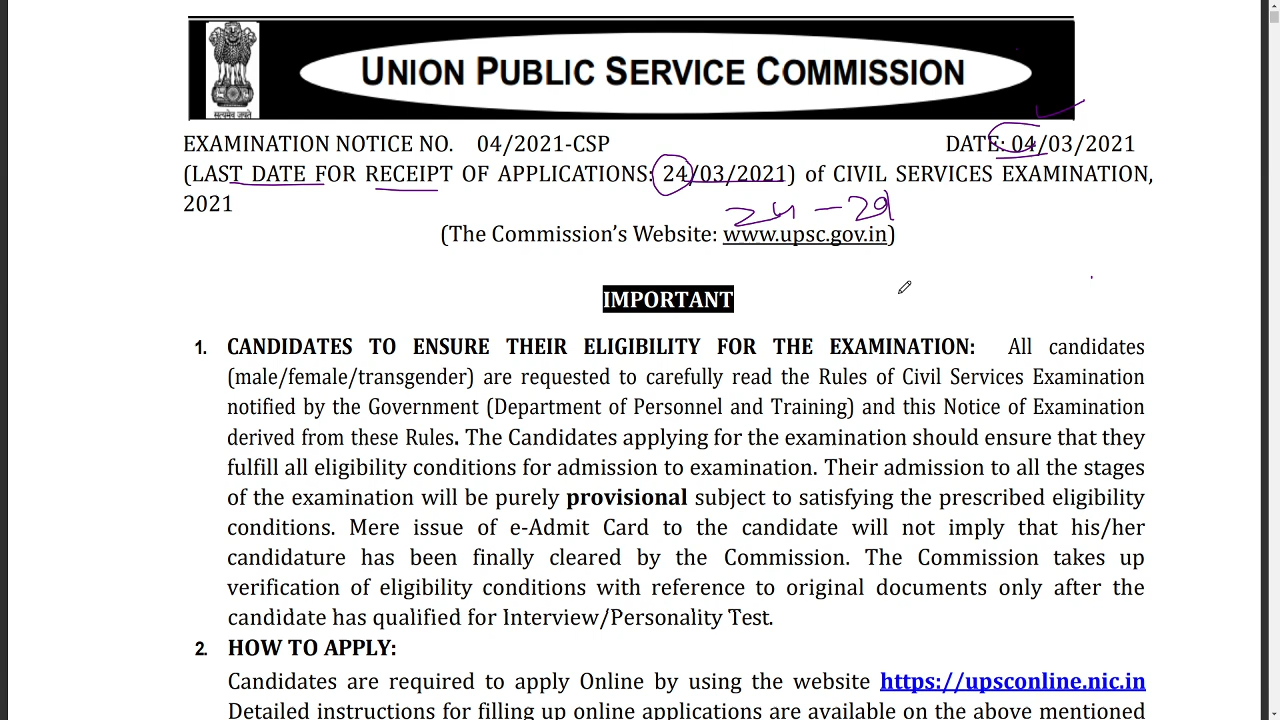 UNION PUBLIC SERVICE COMMISSION
सत्यमेव जयते
EXAMINATION NOTICE NO. 04/2021-CSP DATE: 04/03/2021
(LAST DATE FOR RECEIPT OF APPLICATIONS: 24/03/2021) of CIVIL SERVICES EXAMINATION,
2021
24 – 29
(The Commission’s Website: www.upsc.gov.in)
IMPORTANT
1. CANDIDATES TO ENSURE THEIR ELIGIBILITY FOR THE EXAMINATION: All candidates
(male/female/transgender) are requested to carefully read the Rules of Civil Services Examination
notified by the Government (Department of Personnel and Training) and this Notice of Examination
derived from these Rules. The Candidates applying for the examination should ensure that they
fulfill all eligibility conditions for admission to examination. Their admission to all the stages
of the examination will be purely provisional subject to satisfying the prescribed eligibility
conditions. Mere issue of e-Admit Card to the candidate will not imply that his/her
candidature has been finally cleared by the Commission. The Commission takes up
verification of eligibility conditions with reference to original documents only after the
candidate has qualified for Interview/Personality Test.
2. HOW TO APPLY:
Candidates are required to apply Online by using the website https://upsconline.nic.in
Detailed instructions for filling up online applications are available on the above mentioned